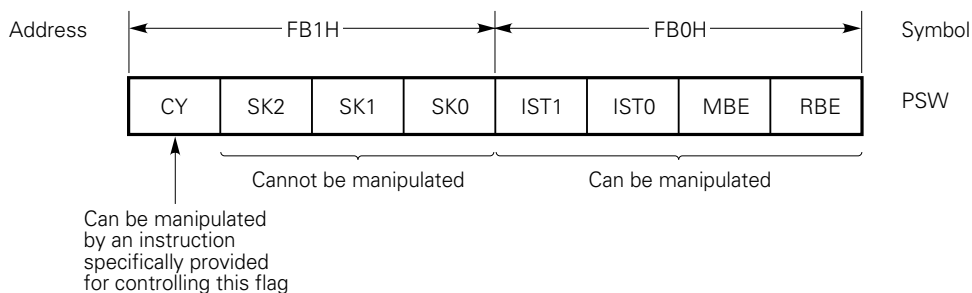 Address FB1H FB0H Symbol
CY SK2 SK1 SK0 IST1 IST0 MBE RBE PSW
Cannot be manipulated Can be manipulated
Can be manipulated
by an instruction
specifically provided
for controlling this flag